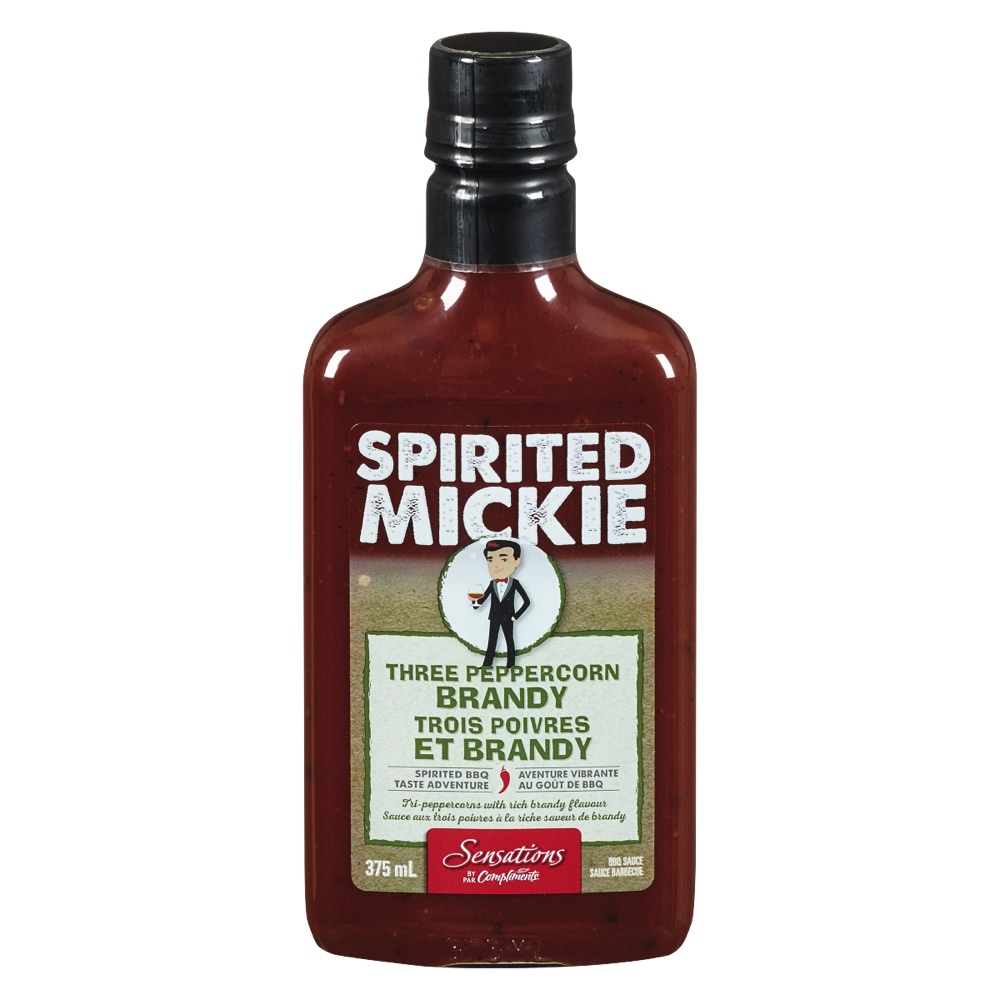 SPIRITED
MICKIE
THREE PEPPERCORN
BRANDY
TROIS POIVRES
ET BRANDY
SPIRITED BBQ
TASTE ADVENTURE
AVENTURE VIBRANTE
AU GOÛT DE BBQ
Tri-peppercorns with rich brandy flavour
Sauce aux trois poivres à la riche saveur de brandy
Sensations
BY
PAR Compliments
375 mL
BBQ SAUCE
SAUCE BARBECUE